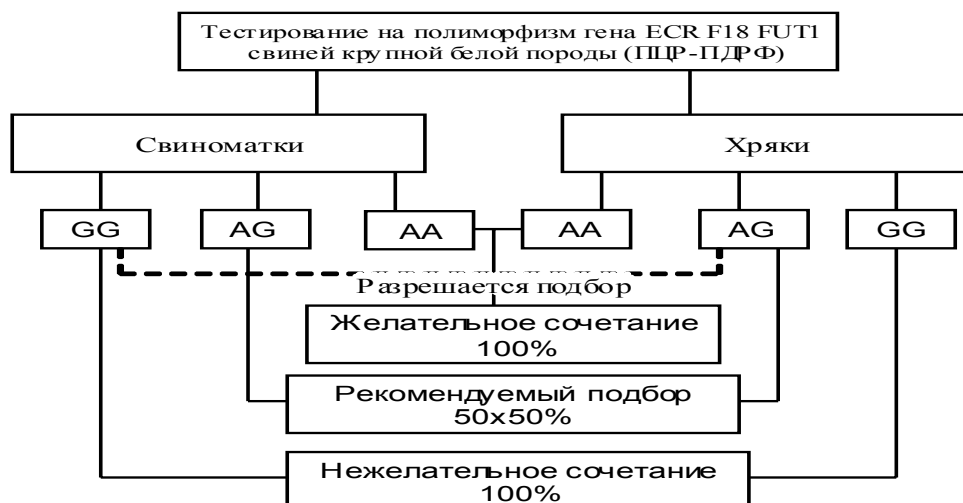 Тестирование на полиморфизм гена ECR F18 FUT1
свиней крупной белой породы (ПЦР-ПДРФ)
Свиноматки
Хряки
GG
AG
AA
AA
AG
GG
Разрешается подбор
Желательное сочетание
100%
Рекомендуемый подбор
50х50%
Нежелательное сочетание
100%